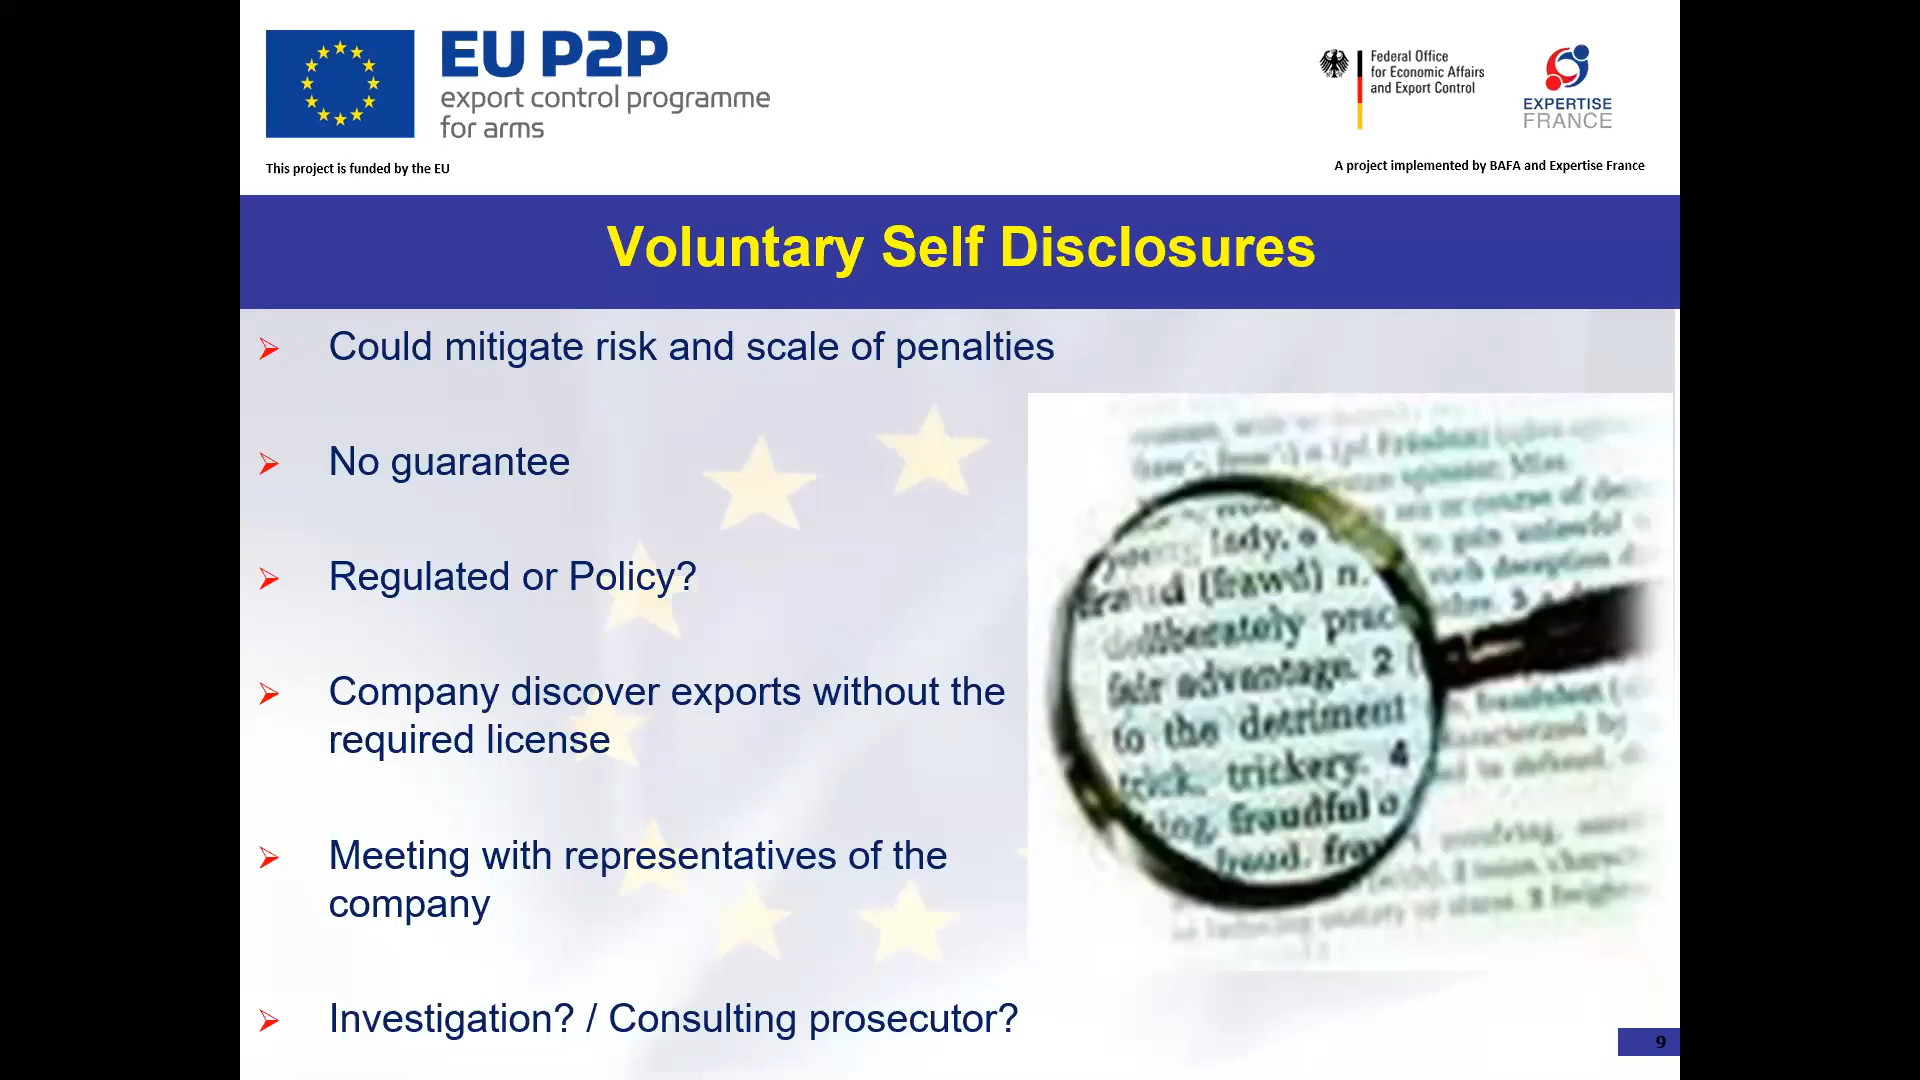 EU P2P
export control programme
for arms
This project is funded by the EU
Federal Office
for Economic Affairs
and Export Control
EXPERTISE
FRANCE
A project implemented by BAFA and Expertise France
Voluntary Self Disclosures
Could mitigate risk and scale of penalties
No guarantee
Regulated or Policy?
Company discover exports without the
required license
Meeting with representatives of the
company
Investigation? / Consulting prosecutor?
lady,
(frawd) n.
deliberately
fair advantage. 2
to the detriment
trick, trickery. 4
fraudful
fraud.
9